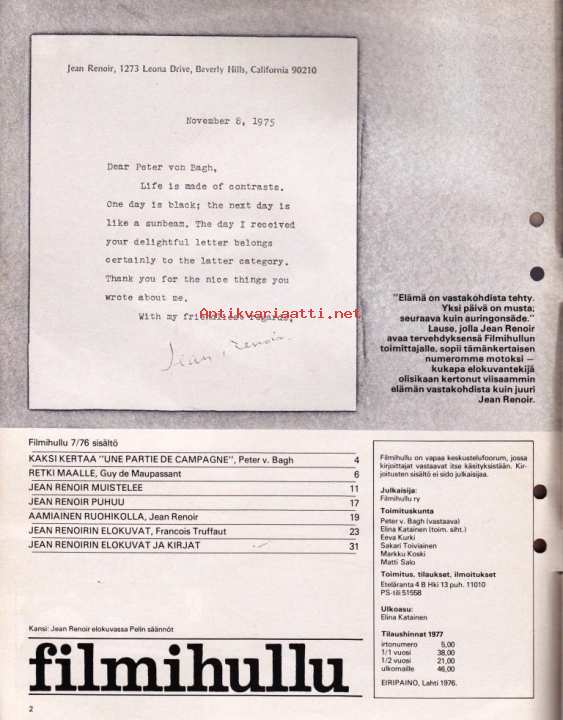 Jean Renoir, 1273 Leona Drive, Beverly Hills, California 90210
November 8, 1975
Dear Peter von Bagh,
Life is made of contrasts.
One day is black; the next day is
like a sunbeam. The day I received
your delightful letter belongs
certainly to the latter category.
Thank you for the nice things you
wrote about me.
With my friendliest regards,
Jean Renoir
Antikvariaatti.net
"Elämä on vastakohdista tehty.
Yksi päivä on musta;
seuraava kuin auringonsäde."
Lause, jolla Jean Renoir
avaa tervehdyksensä Filmihullun
toimittajalle, sopii tämänkertaisen
numeromme motoksi —
kukapa elokuvantekijä
olisikaan kertonut viisaammin
elämän vastakohdista kuin juuri
Jean Renoir.
Filmihullu 7/76 sisältö
KAKSI KERTAA "UNE PARTIE DE CAMPAGNE", Peter v. Bagh 4
RETKI MAALLE, Guy de Maupassant 6
JEAN RENOIR MUISTELEE 11
JEAN RENOIR PUHUU 17
AAMIAINEN RUOHIKOLLA, Jean Renoir 19
JEAN RENOIRIN ELOKUVAT, Francois Truffaut 23
JEAN RENOIRIN ELOKUVAT JA KIRJAT 31
Kansi: Jean Renoir elokuvassa Pelin säännöt
filmihullu
2
Filmihullu on vapaa keskustelufoorum, jossa
kirjoittajat vastaavat itse käsityksistään. Kir-
joitusten sisältö ei sido julkaisijaa.
Julkaisija:
Filmihullu ry
Toimituskunta
Peter v. Bagh (vastaava)
Elina Katainen (toim. siht.)
Eeva Kurki
Sakari Toiviainen
Markku Koski
Matti Salo
Toimitus, tilaukset, ilmoitukset
Eteläranta 4 B Hki 13 puh. 11010
PS-tili 51558
Ulkoasu:
Elina Katainen
Tilaushinnat 1977
irtonumero 5,00
1/1 vuosi 38,00
1/2 vuosi 21,00
ulkomaille 46,00
EIRIPAINO, Lahti 1976.